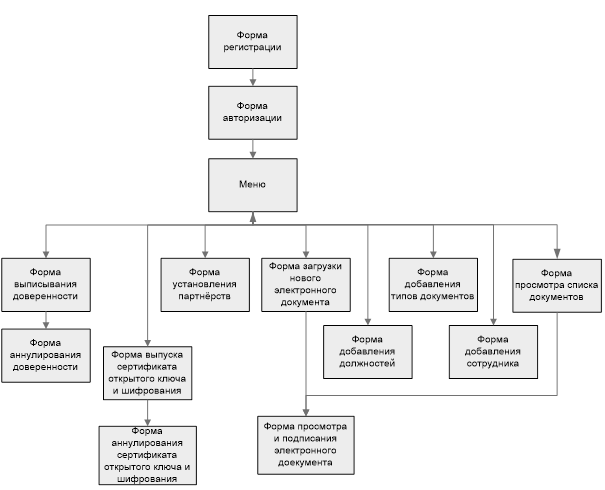 Форма
регистрации
Форма
авторизации
Меню
Форма
выписывания
доверенности
Форма
установления
партнёрств
Форма загрузки
нового
электронного
документа
Форма
добавления
типов документов
Форма
просмотра списка
документов
Форма
аннулирования
доверенности
Форма выпуска
сертификата
открытого ключа
и шифрования
Форма
добавления
должностей
Форма
добавления
сотрудника
Форма
аннулирования
сертификата
открытого ключа и
шифрования
Форма просмотра
и подписания
электронного
доекумента